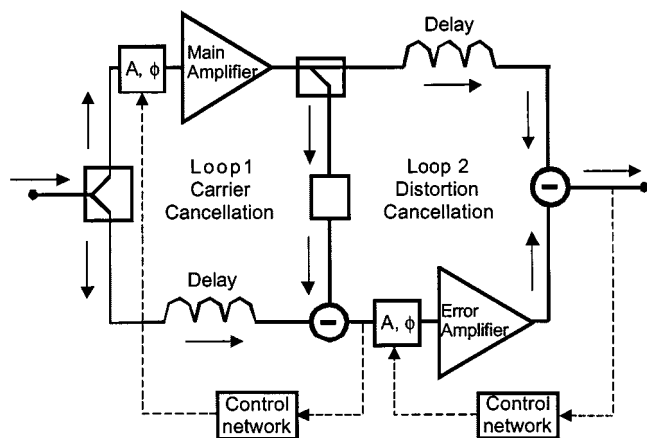 Delay
Main
Amplifier
A, ϕ
Loop1
Carrier
Cancellation
Loop 2
Distortion
Cancellation
Delay
A, ϕ
Error
Amplifier
Control
network
Control
network